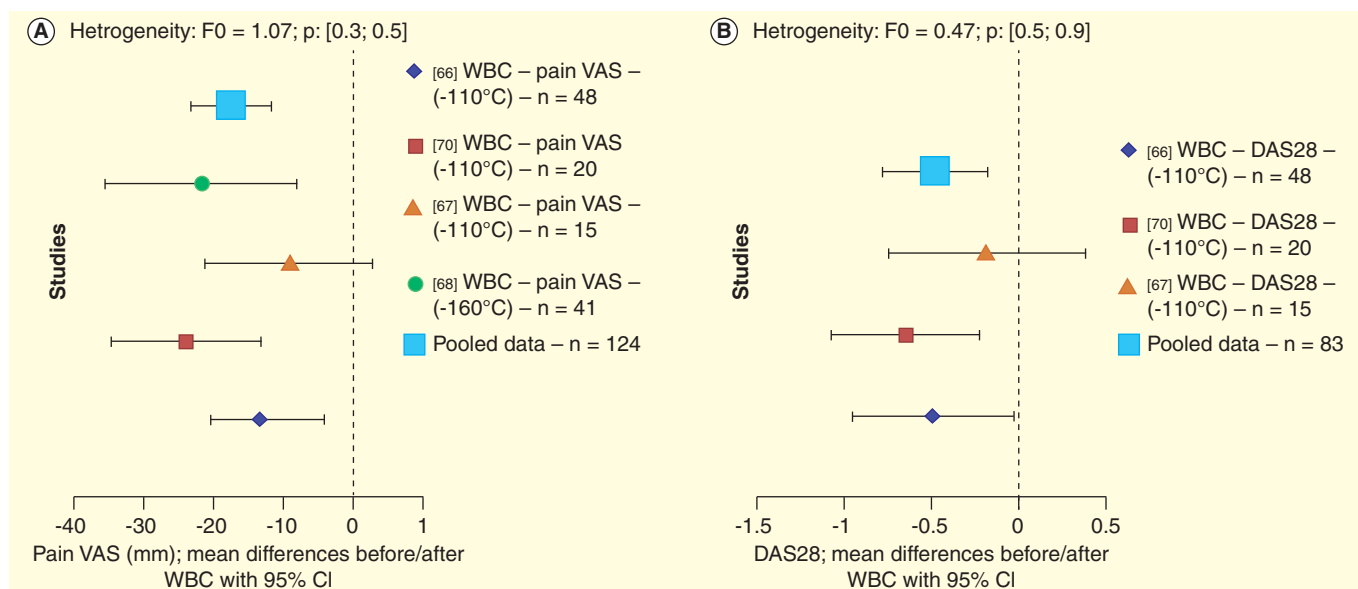 A Hetrogeneity: F0 = 1.07; p: [0.3; 0.5]
Studies
[66] WBC – pain VAS –
(-110°C) – n = 48
[70] WBC – pain VAS
(-110°C) – n = 20
[67] WBC – pain VAS –
(-110°C) – n = 15
[68] WBC – pain VAS –
(-160°C) – n = 41
Pooled data – n = 124
-40 -30 -20 -10 0 1
Pain VAS (mm); mean differences before/after
WBC with 95% CI
B Hetrogeneity: F0 = 0.47; p: [0.5; 0.9]
Studies
[66] WBC – DAS28 –
(-110°C) – n = 48
[70] WBC – DAS28 –
(-110°C) – n = 20
[67] WBC – DAS28 –
(-110°C) – n = 15
Pooled data – n = 83
-1.5 -1 -0.5 0 0.5
DAS28; mean differences before/after
WBC with 95% CI